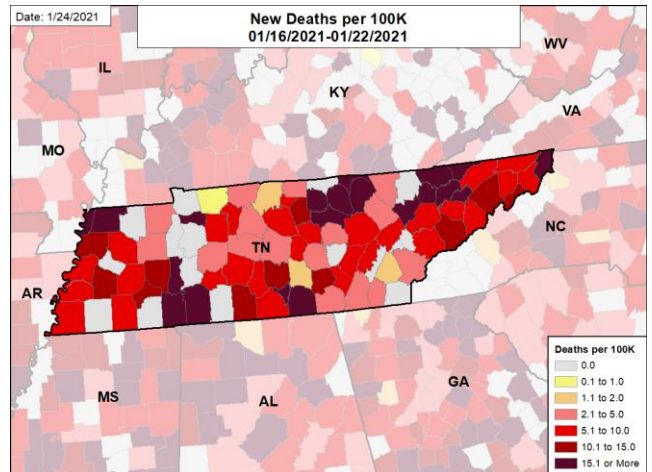 Date: 1/24/2021
New Deaths per 100K
01/16/2021-01/22/2021
WV
IL
KY
VA
MO
TN
NC
AR
MS
AL
GA
Deaths per 100K
0.0
0.1 to 1.0
1.1 to 2.0
2.1 to 5.0
5.1 to 10.0
10.1 to 15.0
15.1 or More